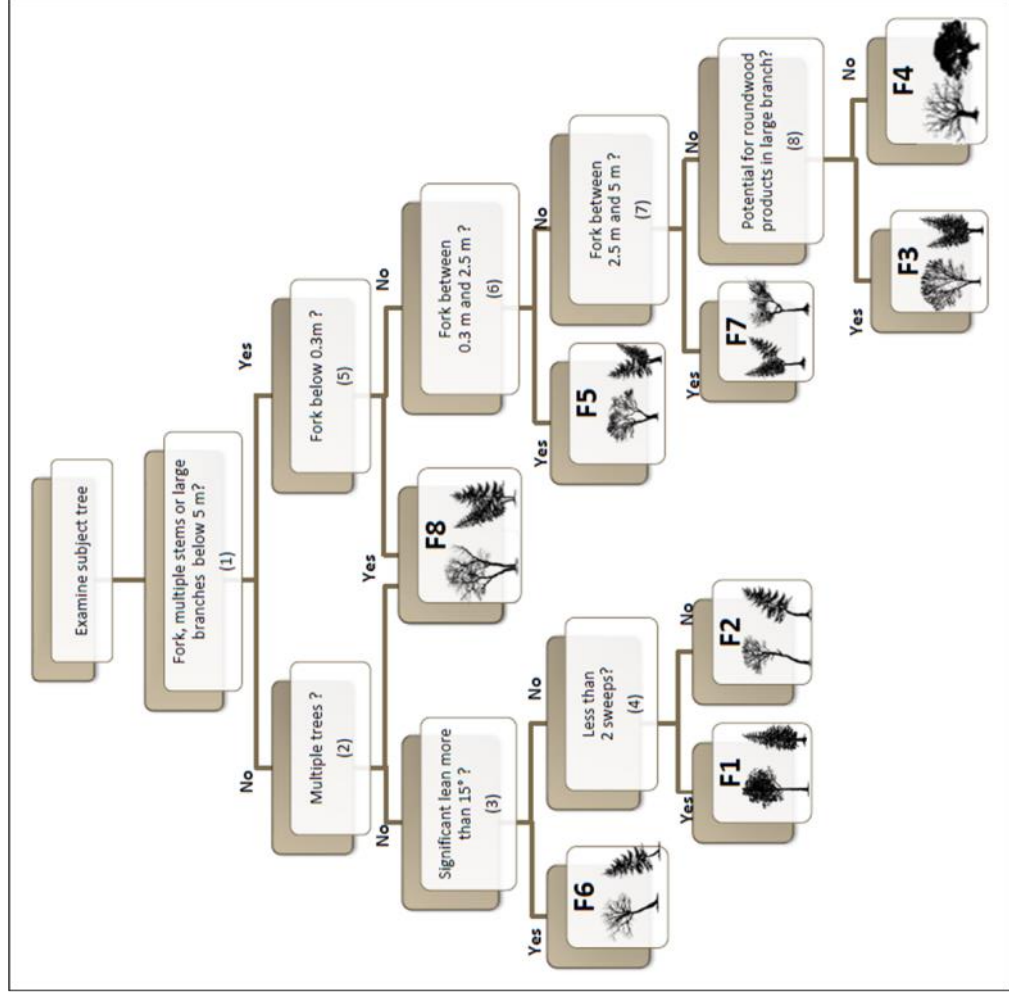 Examine subject tree
Fork, multiple stems or large
branches below 5 m?
(1)
No
Yes
Multiple trees ?
(2)
Fork below 0.3m ?
(5)
No
Yes
No
Significant lean more
than 15° ?
(3)
F8
Fork between
0.3 m and 2.5 m ?
(6)
Yes
No
Yes
No
F6
Less than
2 sweeps?
(4)
F5
Fork between
2.5 m and 5 m ?
(7)
Yes
No
Yes
No
F1
F2
F7
Potential for roundwood
products in large branch?
(8)
Yes
No
F3
F4